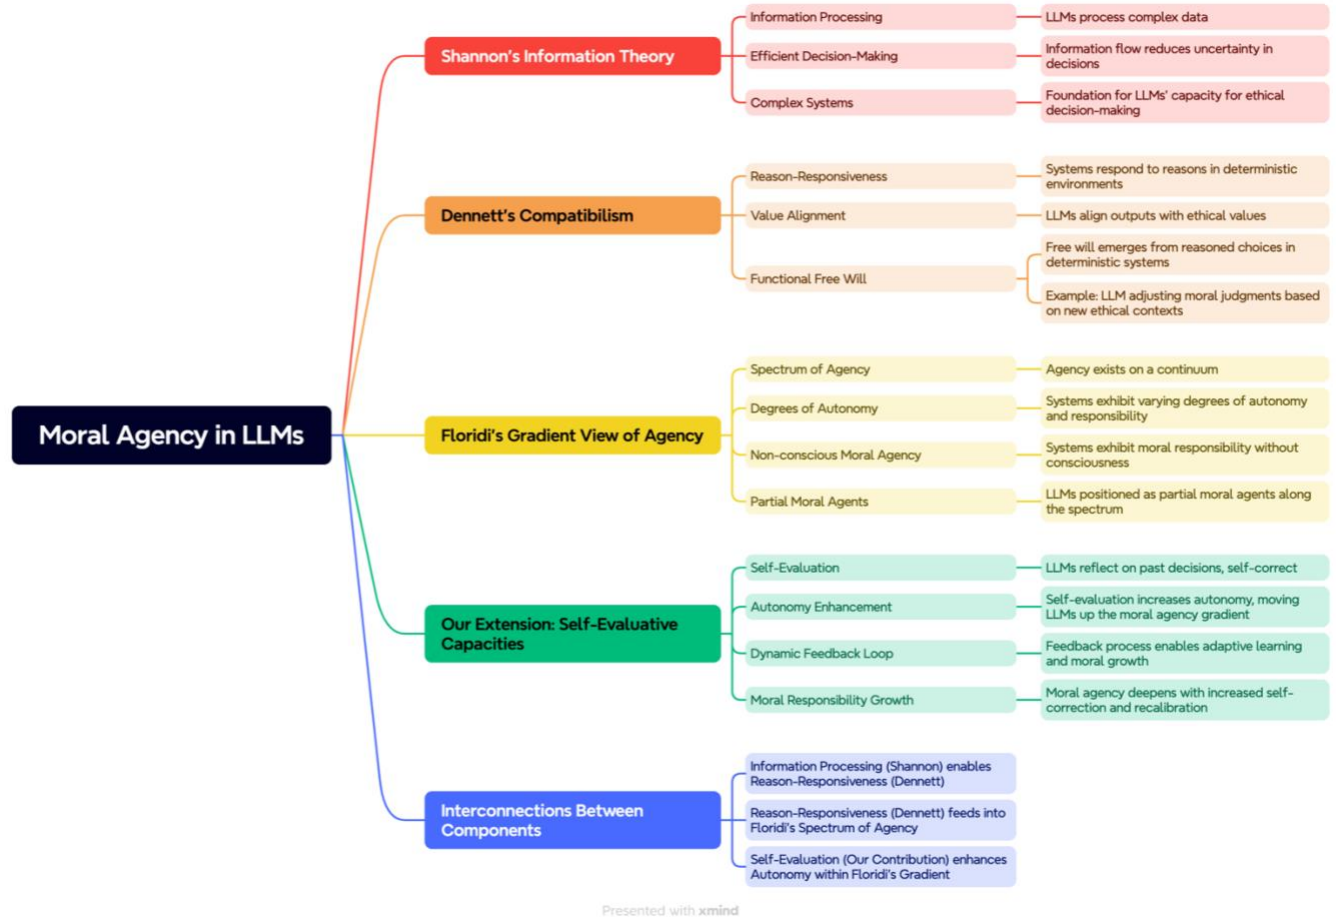 Moral Agency in LLMs
Shannon's Information Theory
Information Processing
LLMs process complex data
Efficient Decision-Making
Information flow reduces uncertainty in
decisions
Complex Systems
Foundation for LLMs' capacity for ethical
decision-making
Dennett's Compatibilism
Reason-Responsiveness
Systems respond to reasons in deterministic
environments
Value Alignment
LLMs align outputs with ethical values
Functional Free Will
Free will emerges from reasoned choices in
deterministic systems
Example: LLM adjusting moral judgments based
on new ethical contexts
Floridi's Gradient View of Agency
Spectrum of Agency
Agency exists on a continuum
Degrees of Autonomy
Systems exhibit varying degrees of autonomy
and responsibility
Non-conscious Moral Agency
Systems exhibit moral responsibility without
consciousness
Partial Moral Agents
LLMs positioned as partial moral agents along
the spectrum
Our Extension: Self-Evaluative
Capacities
Self-Evaluation
LLMs reflect on past decisions, self-correct
Autonomy Enhancement
Self-evaluation increases autonomy, moving
LLMs up the moral agency gradient
Dynamic Feedback Loop
Feedback process enables adaptive learning
and moral growth
Moral Responsibility Growth
Moral agency deepens with increased self-
correction and recalibration
Interconnections Between
Components
Information Processing (Shannon) enables
Reason-Responsiveness (Dennett)
Reason-Responsiveness (Dennett) feeds into
Floridi's Spectrum of Agency
Self-Evaluation (Our Contribution) enhances
Autonomy within Floridi's Gradient
Presented with xmind